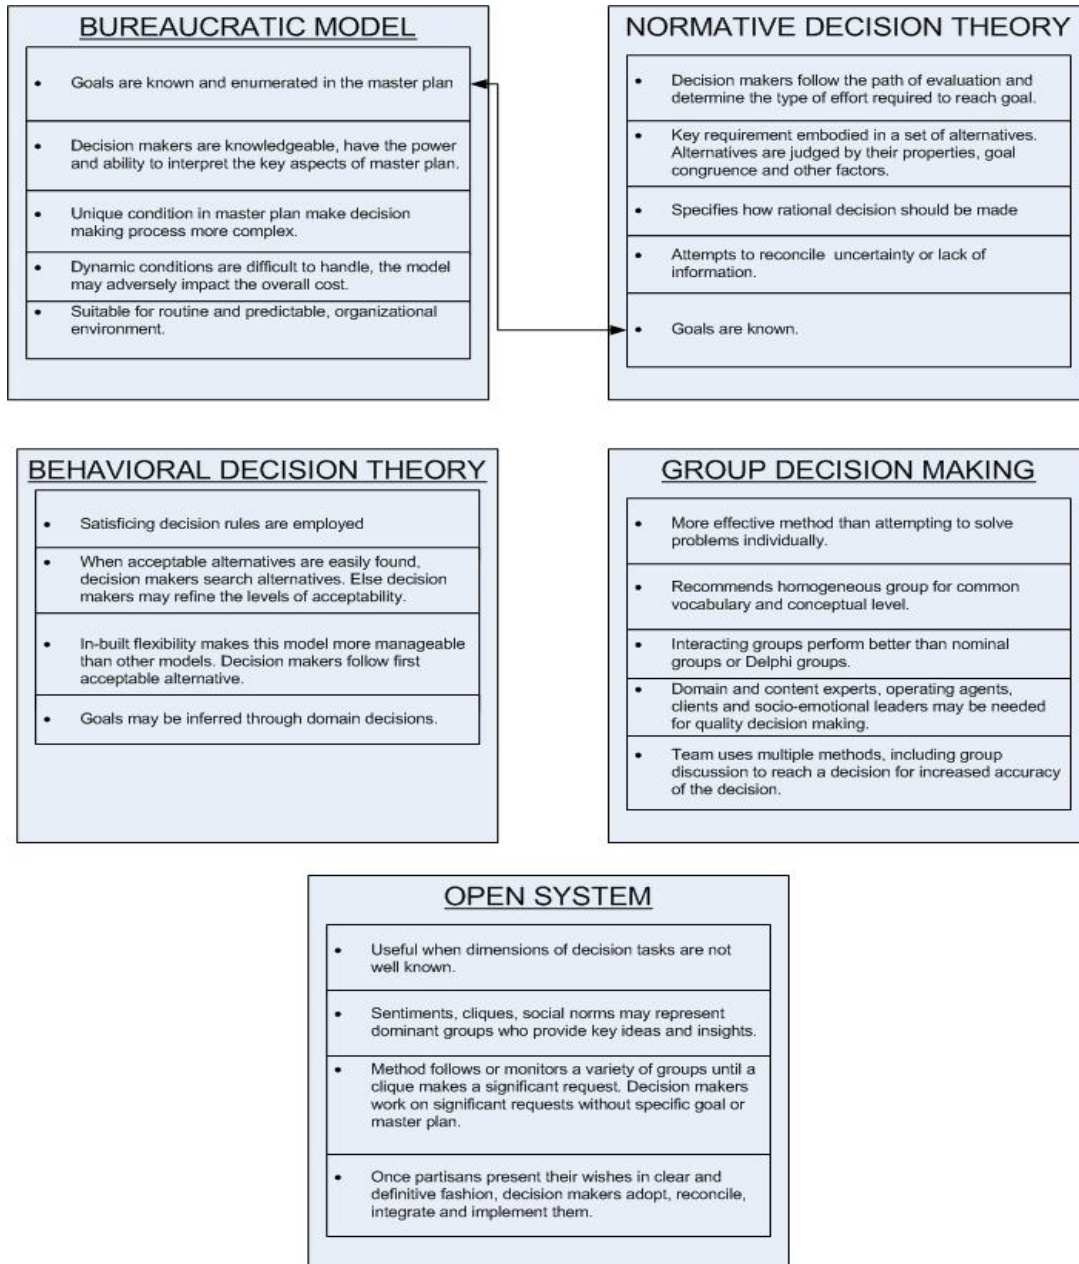 BUREAUCRATIC MODEL
• Goals are known and enumerated in the master plan
• Decision makers are knowledgeable, have the power
and ability to interpret the key aspects of master plan.
• Unique condition in master plan make decision
making process more complex.
• Dynamic conditions are difficult to handle, the model
may adversely impact the overall cost.
• Suitable for routine and predictable, organizational
environment.
NORMATIVE DECISION THEORY
• Decision makers follow the path of evaluation and
determine the type of effort required to reach goal.
• Key requirement embodied in a set of alternatives.
Alternatives are judged by their properties, goal
congruence and other factors.
• Specifies how rational decision should be made
• Attempts to reconcile uncertainty or lack of
information.
• Goals are known.
BEHAVIORAL DECISION THEORY
• Satisficing decision rules are employed
• When acceptable alternatives are easily found,
decision makers search alternatives. Else decision
makers may refine the levels of acceptability.
• In-built flexibility makes this model more manageable
than other models. Decision makers follow first
acceptable alternative.
• Goals may be inferred through domain decisions.
GROUP DECISION MAKING
• More effective method than attempting to solve
problems individually.
• Recommends homogeneous group for common
vocabulary and conceptual level.
• Interacting groups perform better than nominal
groups or Delphi groups.
• Domain and content experts, operating agents,
clients and socio-emotional leaders may be needed
for quality decision making.
• Team uses multiple methods, including group
discussion to reach a decision for increased accuracy
of the decision.
OPEN SYSTEM
• Useful when dimensions of decision tasks are not
well known.
• Sentiments, cliques, social norms may represent
dominant groups who provide key ideas and insights.
• Method follows or monitors a variety of groups until a
clique makes a significant request. Decision makers
work on significant requests without specific goal or
master plan.
• Once partisans present their wishes in clear and
definitive fashion, decision makers adopt, reconcile,
integrate and implement them.